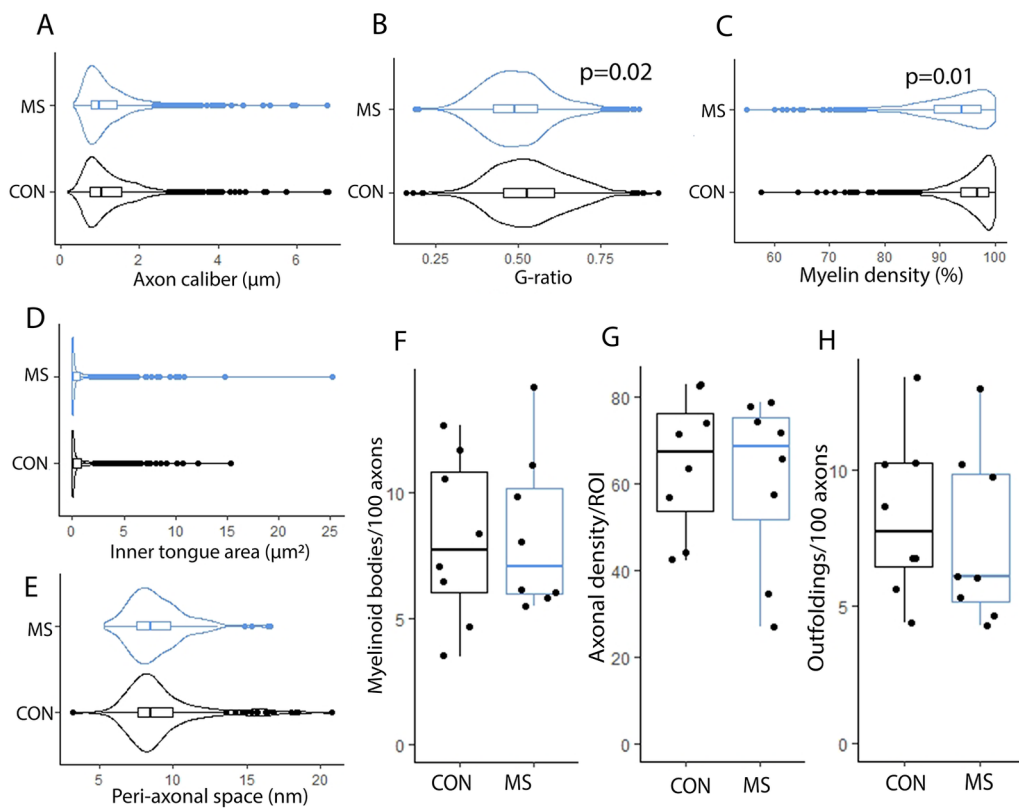 A
MS
CON
0 2 4 6
Axon caliber (µm)
B
p=0.02
MS
CON
0.25 0.50 0.75
G-ratio
C
p=0.01
MS
CON
60 70 80 90 100
Myelin density (%)
D
MS
CON
0 5 10 15 20 25
Inner tongue area (µm²)
E
MS
CON
5 10 15 20
Peri-axonal space (nm)
F
Myelinoid bodies/100 axons
10
5
0
CON MS
G
Axonal density/ROI
80
60
40
20
0
CON MS
H
Outfoldings/100 axons
10
5
0
CON MS